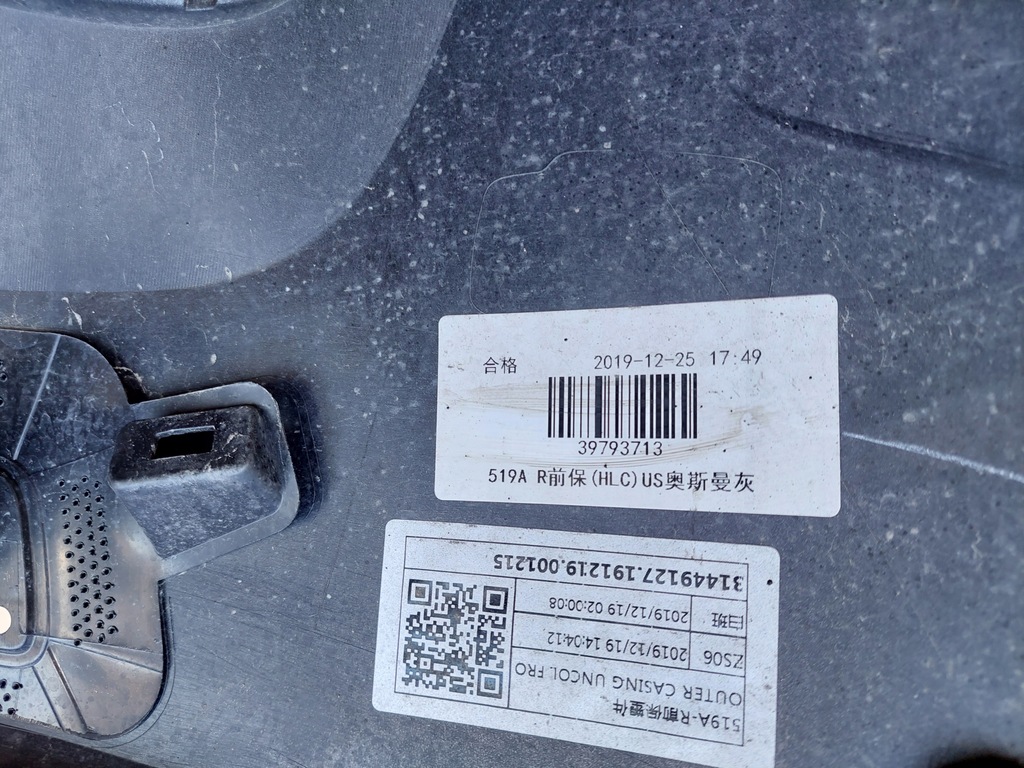 合格 2019-12-25 17:49
39793713
519A R前保(HLC)US奥斯曼灰
519A-R前保塑件
OUTER CASING UNCOL FRO
ZS06 2019/12/19 14:04:12
白班 2019/12/19 02:00:08
31449127.191219.001215